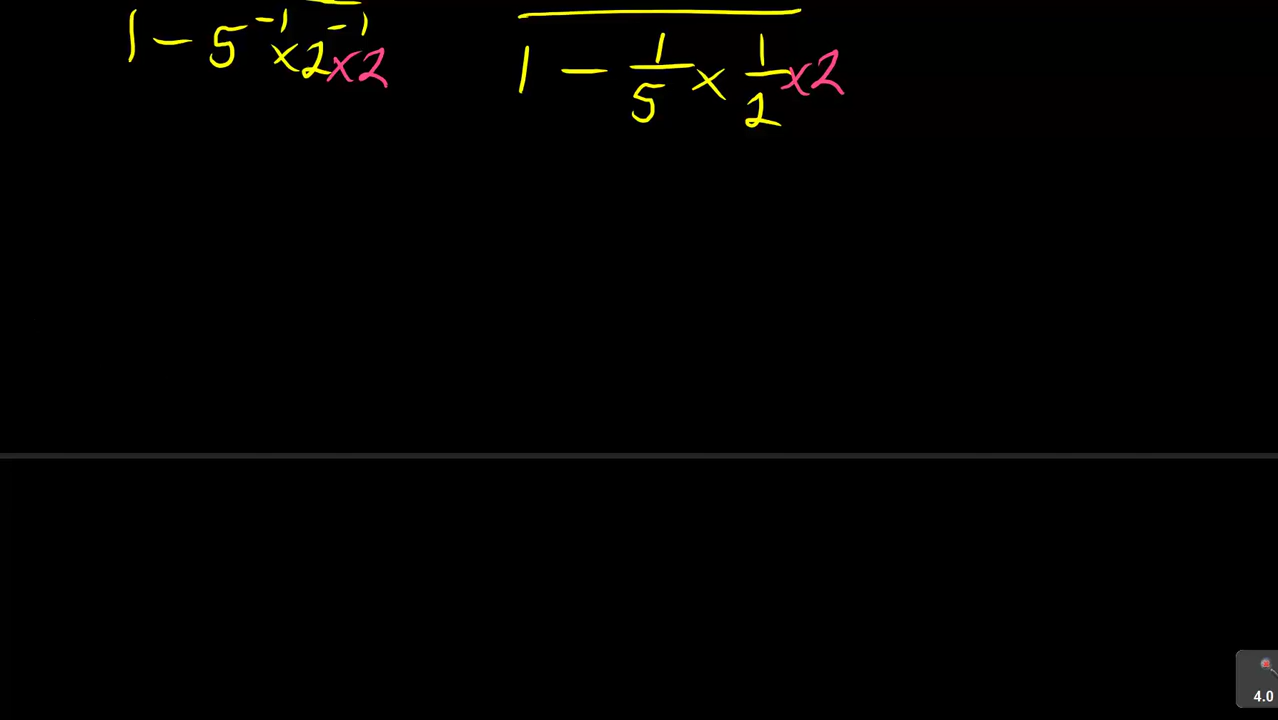 1 - 5⁻¹ × 2⁻¹ × 2
1 - 1/5 × 1/2 × 2
4.0